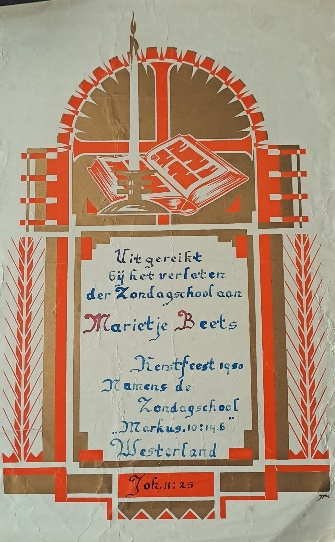 Uitgereikt
bij het verlaten
der Zondagschool aan
Marietje Beets
Kerstfeest 1950
Namens de
Zondagschool
„Markus.10:14.b"
Westerland
Joh. 11:25